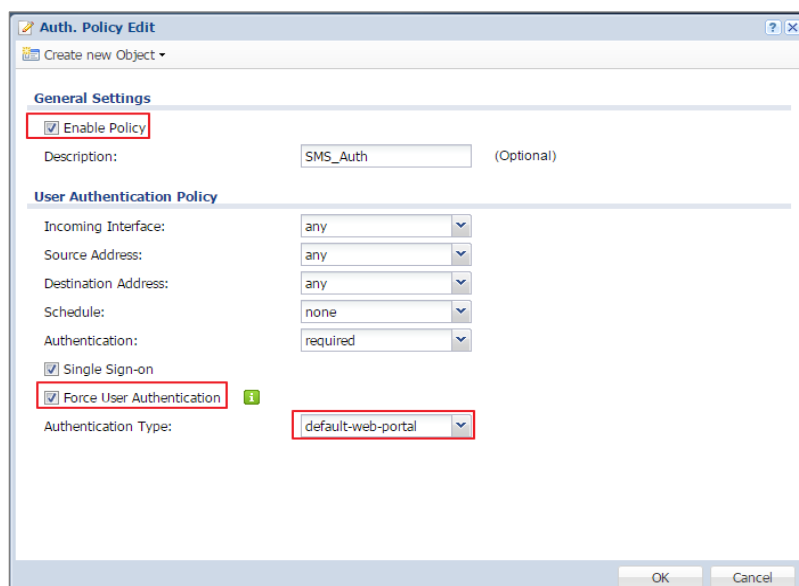 Auth. Policy Edit
Create new Object
General Settings
Enable Policy
Description: SMS_Auth (Optional)
User Authentication Policy
Incoming Interface: any
Source Address: any
Destination Address: any
Schedule: none
Authentication: required
Single Sign-on
Force User Authentication
Authentication Type: default-web-portal
OK Cancel